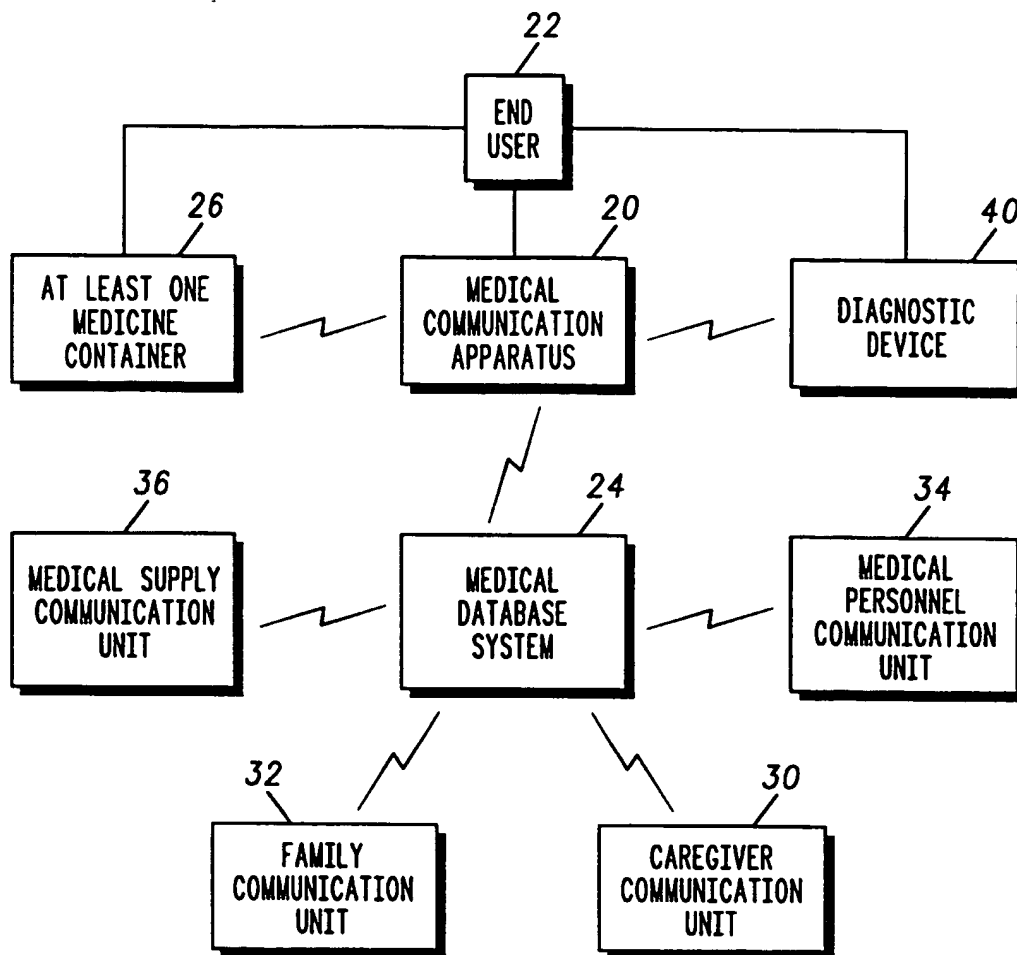 22
END
USER
26
20
40
AT LEAST ONE
MEDICINE
CONTAINER
MEDICAL
COMMUNICATION
APPARATUS
DIAGNOSTIC
DEVICE
36
24
34
MEDICAL SUPPLY
COMMUNICATION
UNIT
MEDICAL
DATABASE
SYSTEM
MEDICAL
PERSONNEL
COMMUNICATION
UNIT
32
30
FAMILY
COMMUNICATION
UNIT
CAREGIVER
COMMUNICATION
UNIT